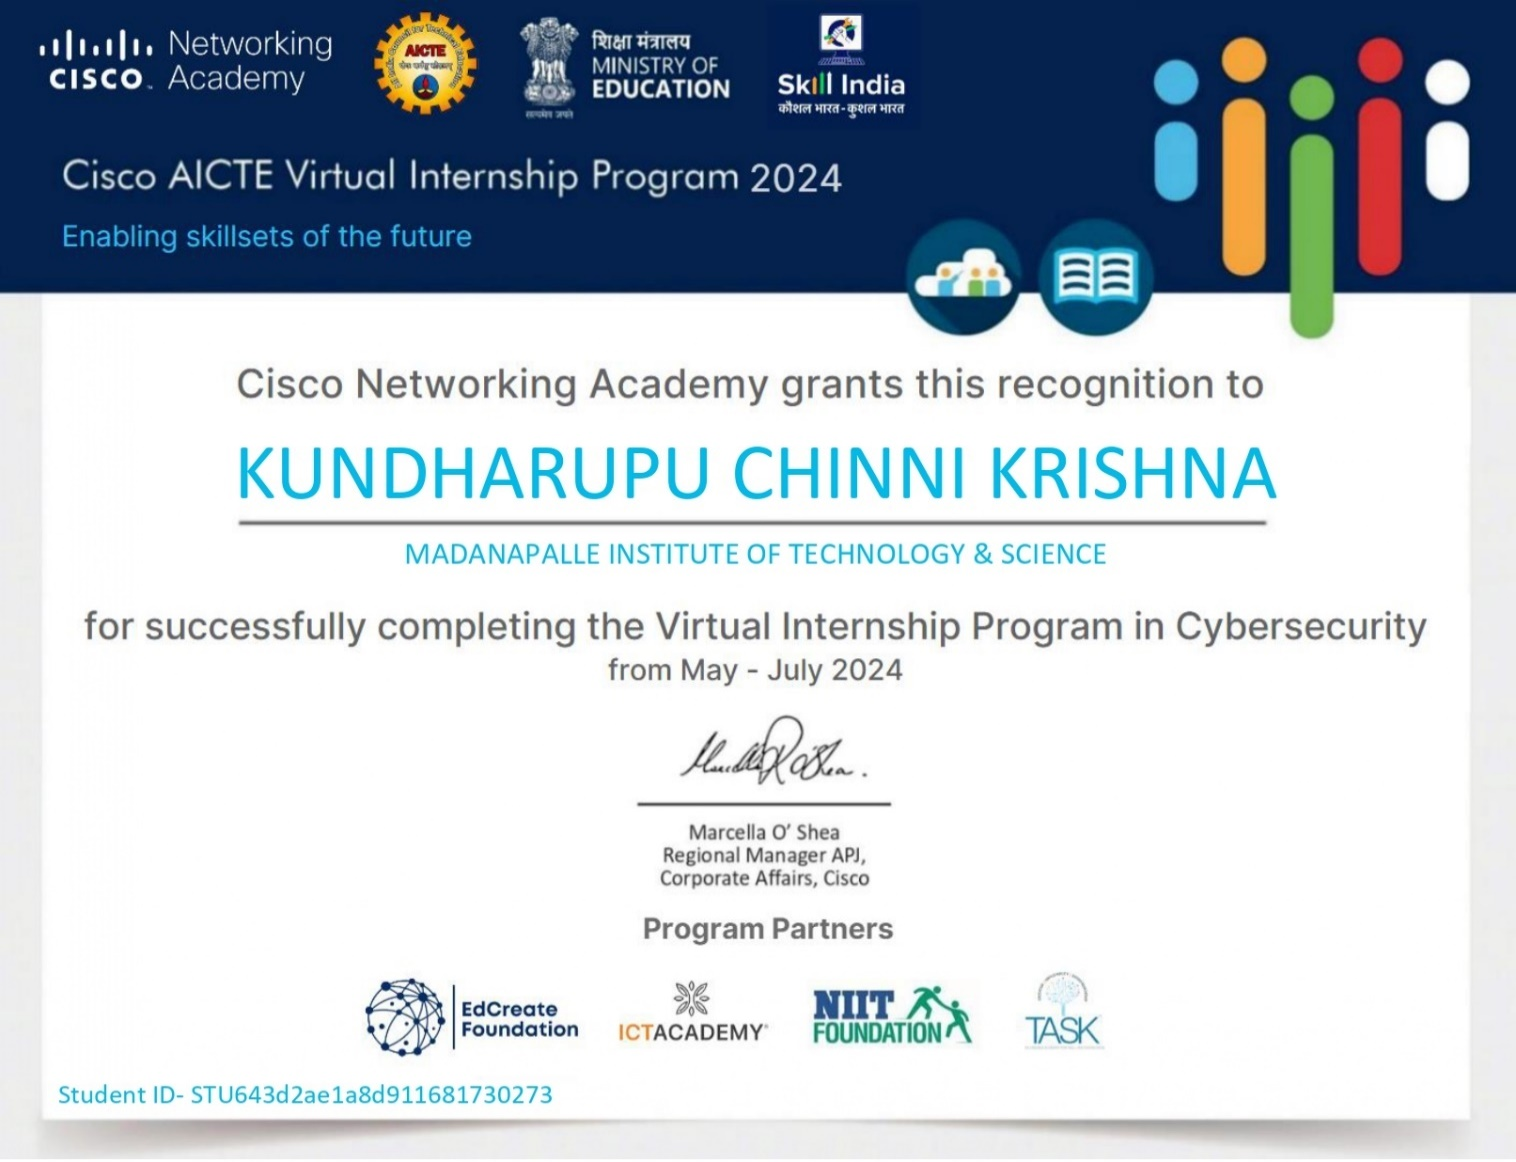 CISCO Networking Academy
AICTE
शिक्षा मंत्रालय
MINISTRY OF
EDUCATION
सत्यमेव जयते
Skill India
कौशल भारत-कुशल भारत
Cisco AICTE Virtual Internship Program 2024
Enabling skillsets of the future
Cisco Networking Academy grants this recognition to
KUNDHARUPU CHINNI KRISHNA
MADANAPALLE INSTITUTE OF TECHNOLOGY & SCIENCE
for successfully completing the Virtual Internship Program in Cybersecurity
from May - July 2024
Marcella O' Shea
Regional Manager APJ,
Corporate Affairs, Cisco
Program Partners
EdCreate
Foundation
ICTACADEMY
NIIT
FOUNDATION
TASK
Student ID- STU643d2ae1a8d911681730273